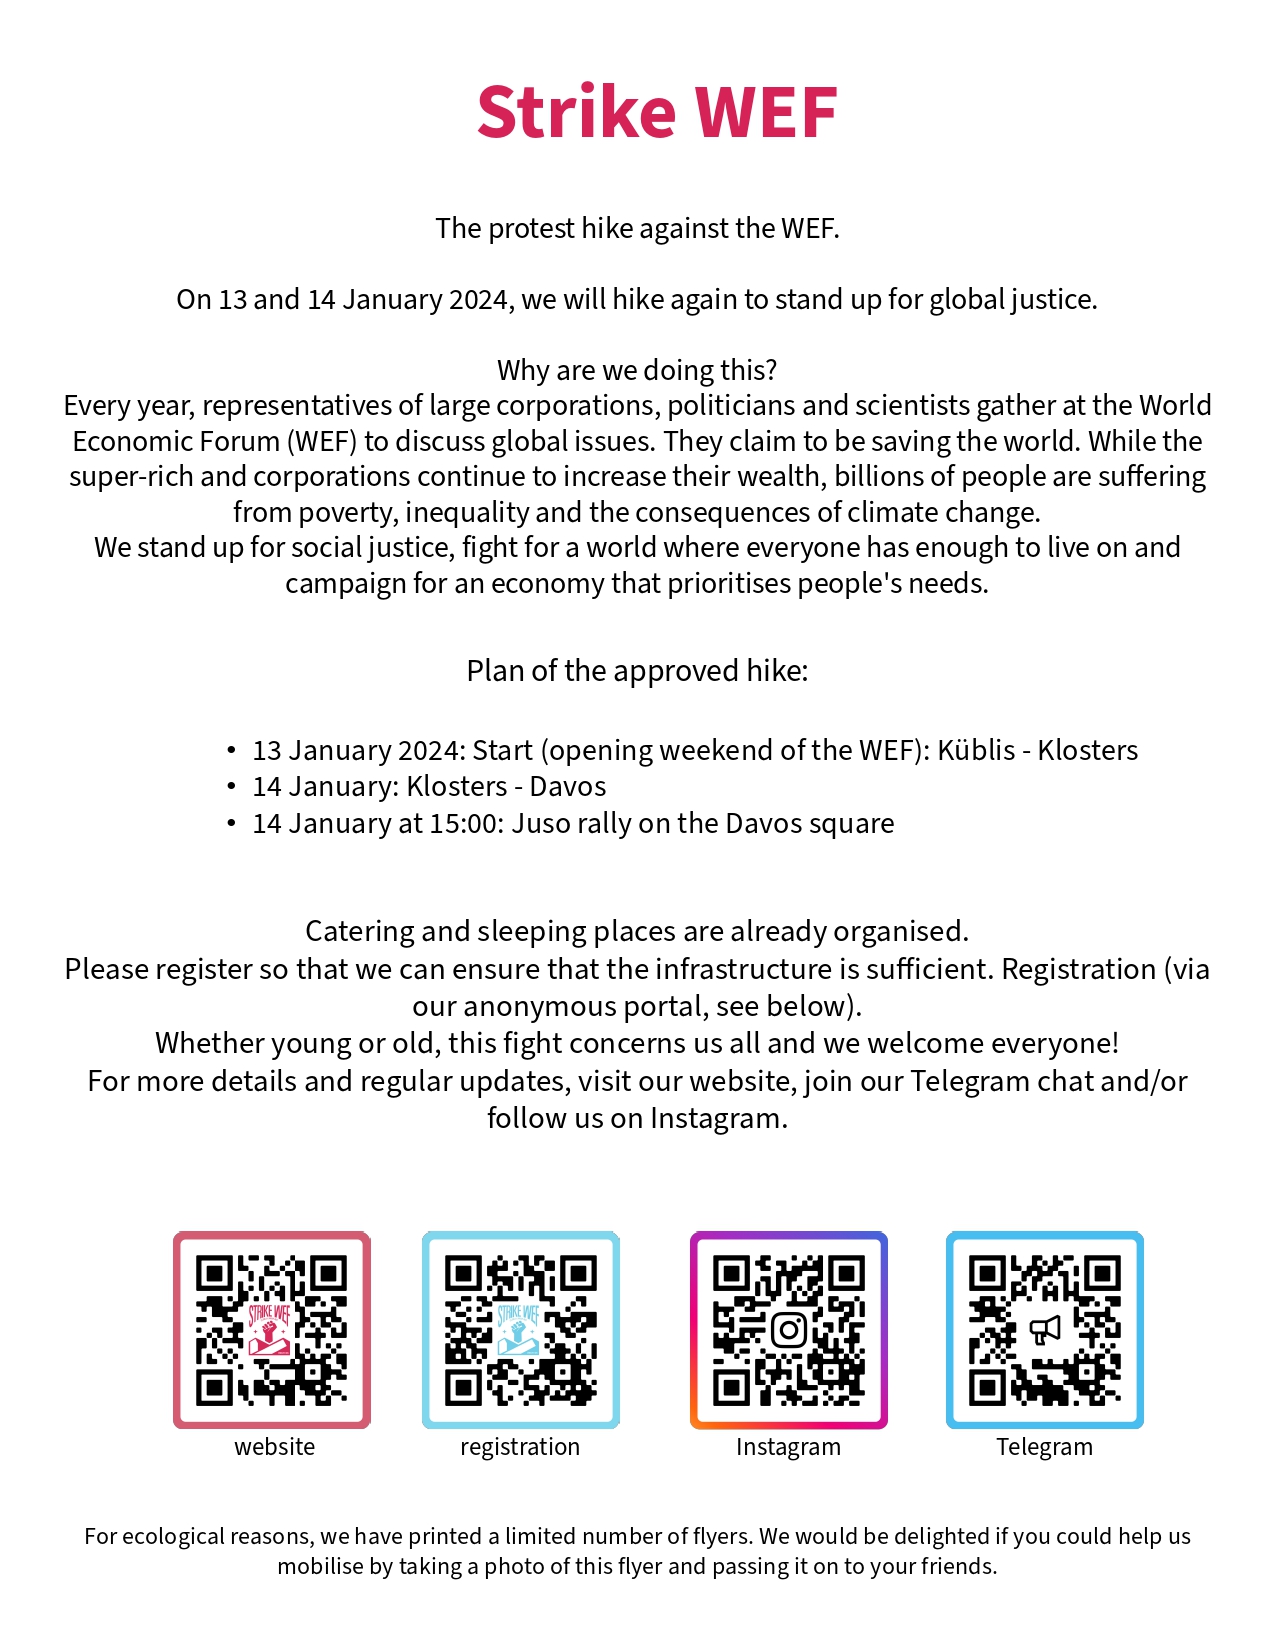 Strike WEF
The protest hike against the WEF.
On 13 and 14 January 2024, we will hike again to stand up for global justice.
Why are we doing this?
Every year, representatives of large corporations, politicians and scientists gather at the World
Economic Forum (WEF) to discuss global issues. They claim to be saving the world. While the
super-rich and corporations continue to increase their wealth, billions of people are suffering
from poverty, inequality and the consequences of climate change.
We stand up for social justice, fight for a world where everyone has enough to live on and
campaign for an economy that prioritises people's needs.
Plan of the approved hike:
• 13 January 2024: Start (opening weekend of the WEF): Küblis - Klosters
• 14 January: Klosters - Davos
• 14 January at 15:00: Juso rally on the Davos square
Catering and sleeping places are already organised.
Please register so that we can ensure that the infrastructure is sufficient. Registration (via
our anonymous portal, see below).
Whether young or old, this fight concerns us all and we welcome everyone!
For more details and regular updates, visit our website, join our Telegram chat and/or
follow us on Instagram.
STRIKE WEF
STRIKE WEF
website
registration
Instagram
Telegram
For ecological reasons, we have printed a limited number of flyers. We would be delighted if you could help us
mobilise by taking a photo of this flyer and passing it on to your friends.